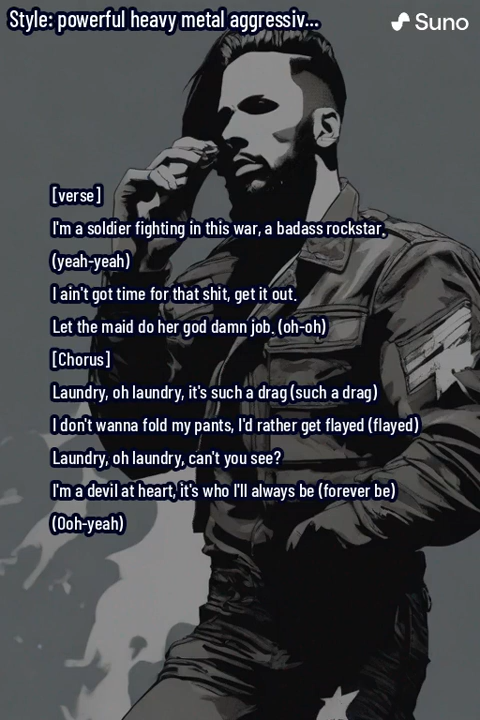 Style: powerful heavy metal aggressiv...
Suno
[verse]
I'm a soldier fighting in this war, a badass rockstar,
(yeah-yeah)
I ain't got time for that shit, get it out.
Let the maid do her god damn job. (oh-oh)
[Chorus]
Laundry, oh laundry, it's such a drag (such a drag)
I don't wanna fold my pants, I'd rather get flayed (flayed)
Laundry, oh laundry, can't you see?
I'm a devil at heart, it's who I'll always be (forever be)
(Ooh-yeah)